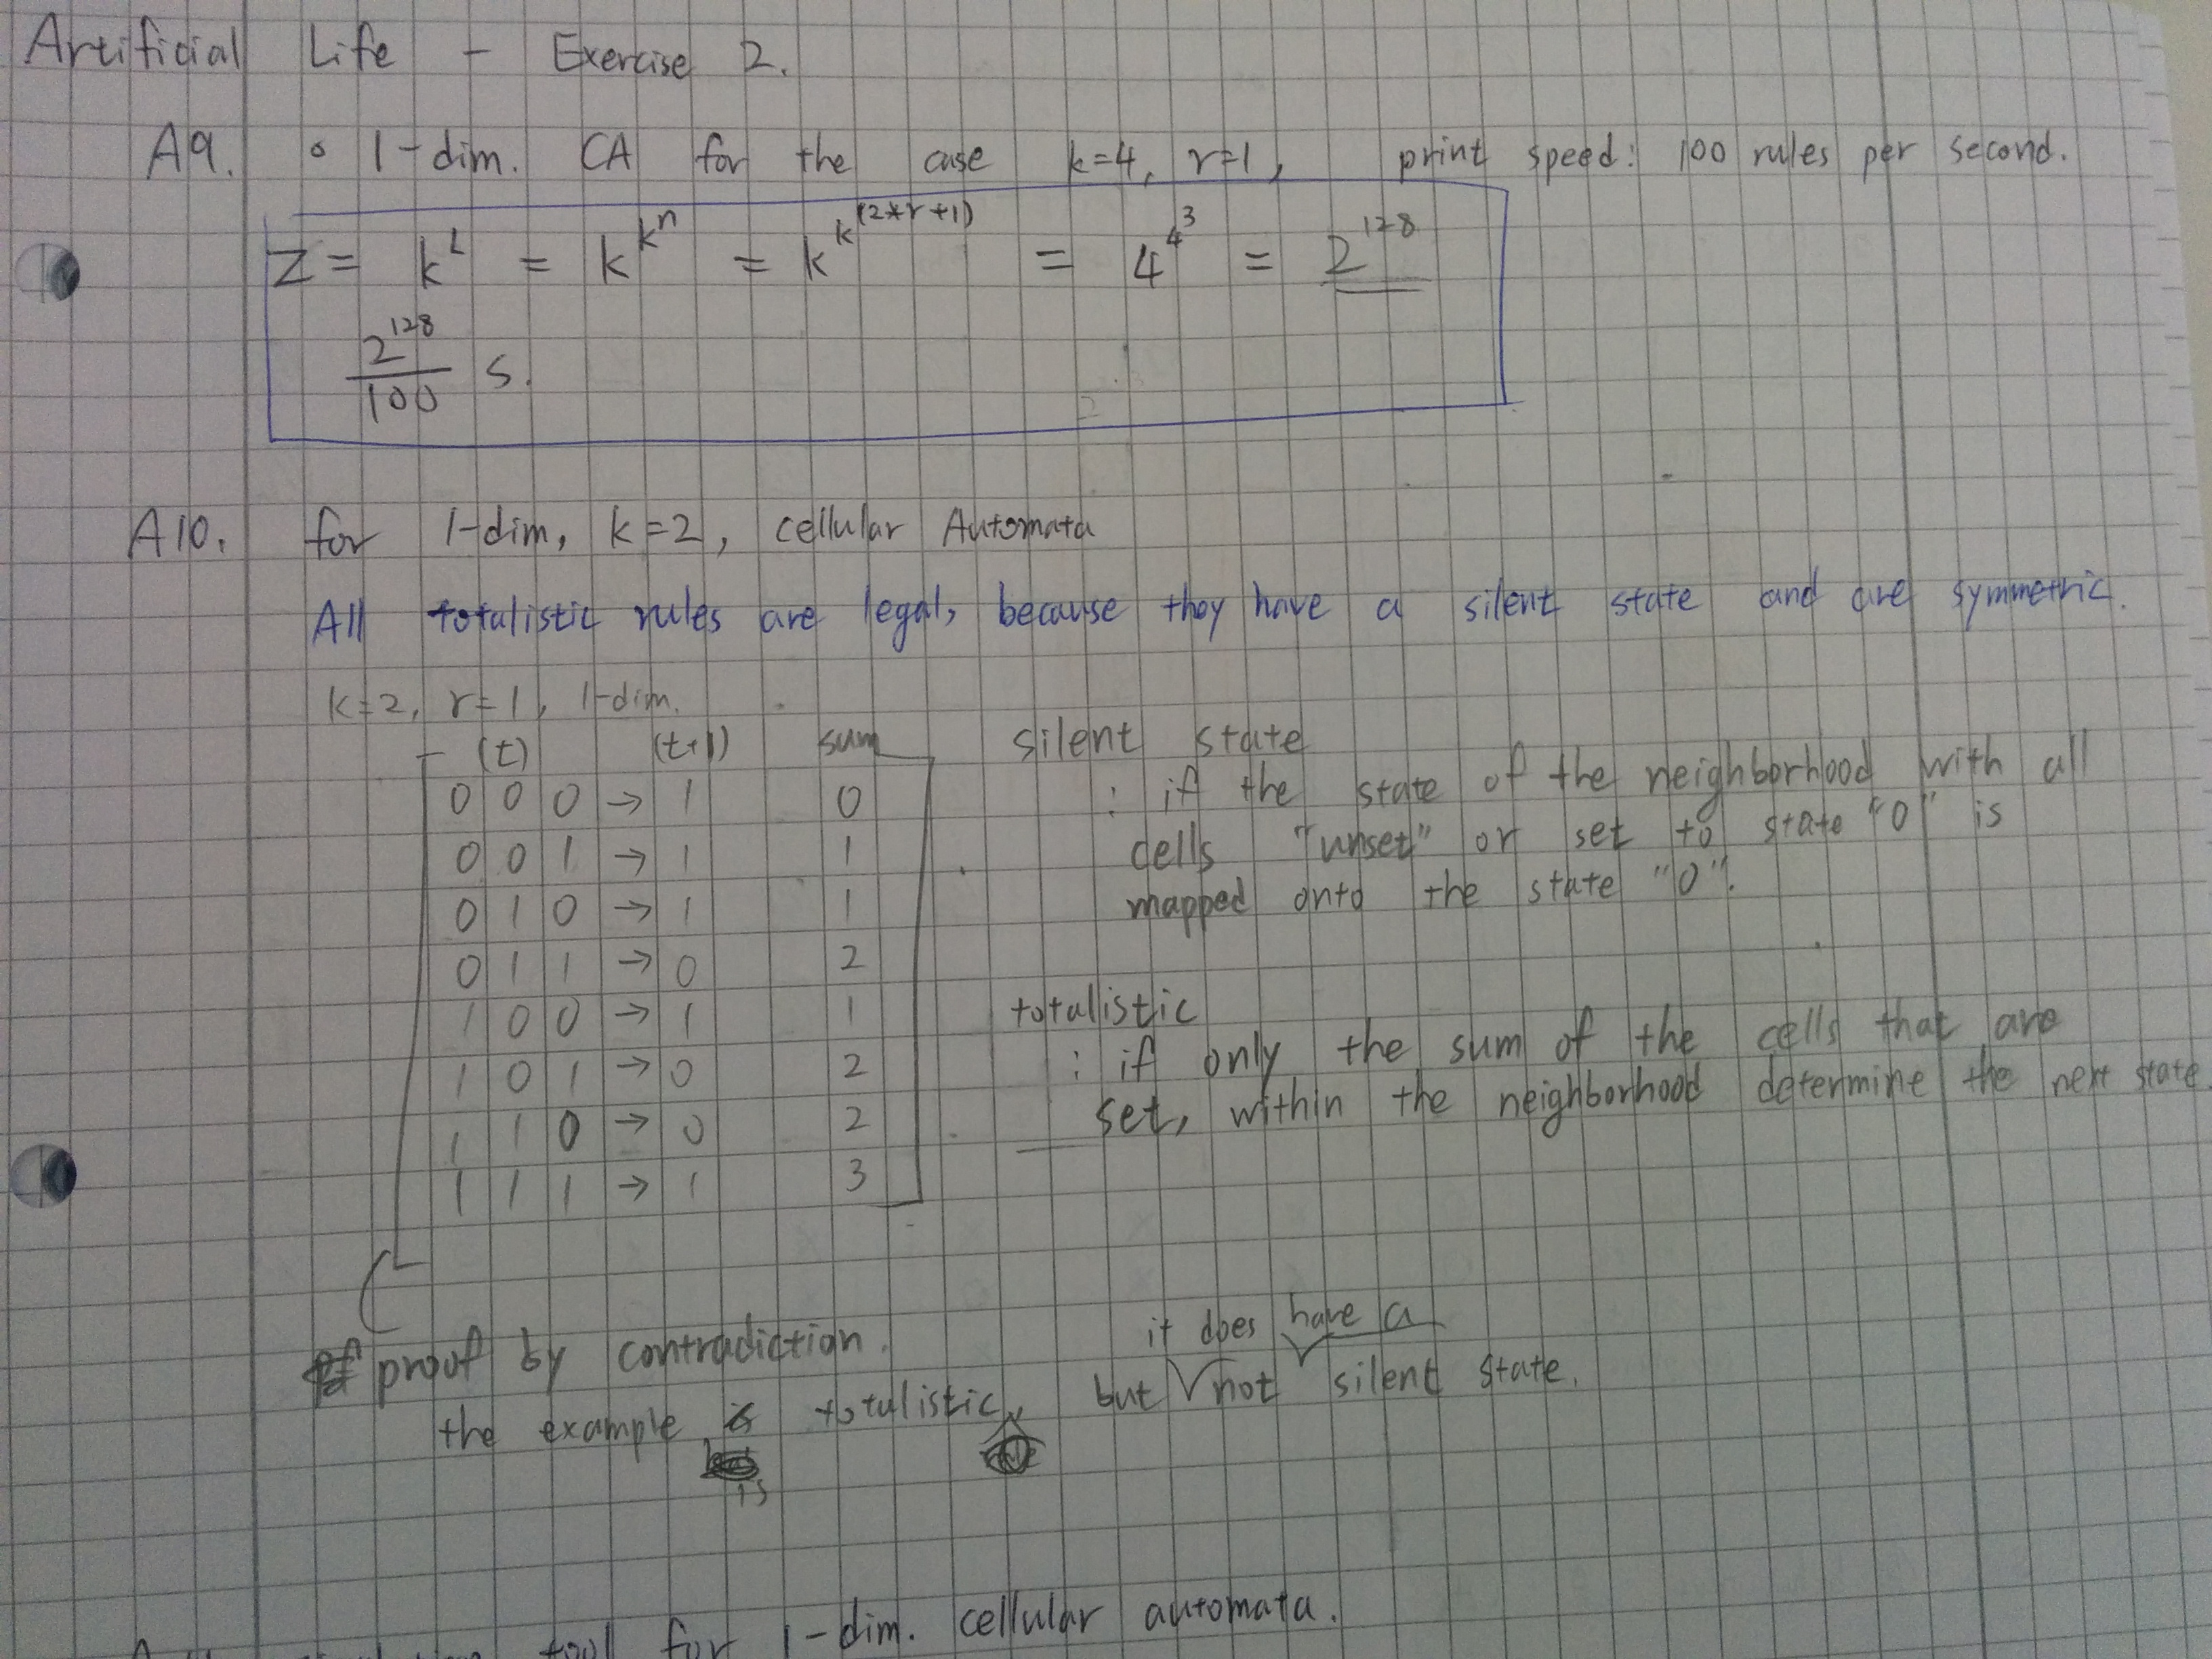 Artificial Life - Exercise 2.
A9. ∘ 1-dim. CA for the case k=4, r=1, print speed: 100 rules per second.
Z = k^L = k^k^n = k^k^(2*r+1) = 4^4^3 = 2^128
2^128
100 s.
A10. for 1-dim, k=2, cellular Automata
All totalistic rules are legal, because they have a silent state and are symmetric.
k=2, r=1, 1-dim.
(t) (t+1) sum
0 0 0 → 1 0
0 0 1 → 1 1
0 1 0 → 1 1
0 1 1 → 0 2
1 0 0 → 1 1
1 0 1 → 0 2
1 1 0 → 0 2
1 1 1 → 1 3
silent state
: if the state of the neighborhood with all
cells "unset" or set to state "0" is
mapped onto the state "0".
totalistic
: if only the sum of the cells that are
set, within the neighborhood determine the next state
proof by contradiction.
the example is totalistic, but it does not have a silent state.
tool for 1-dim. cellular automata.